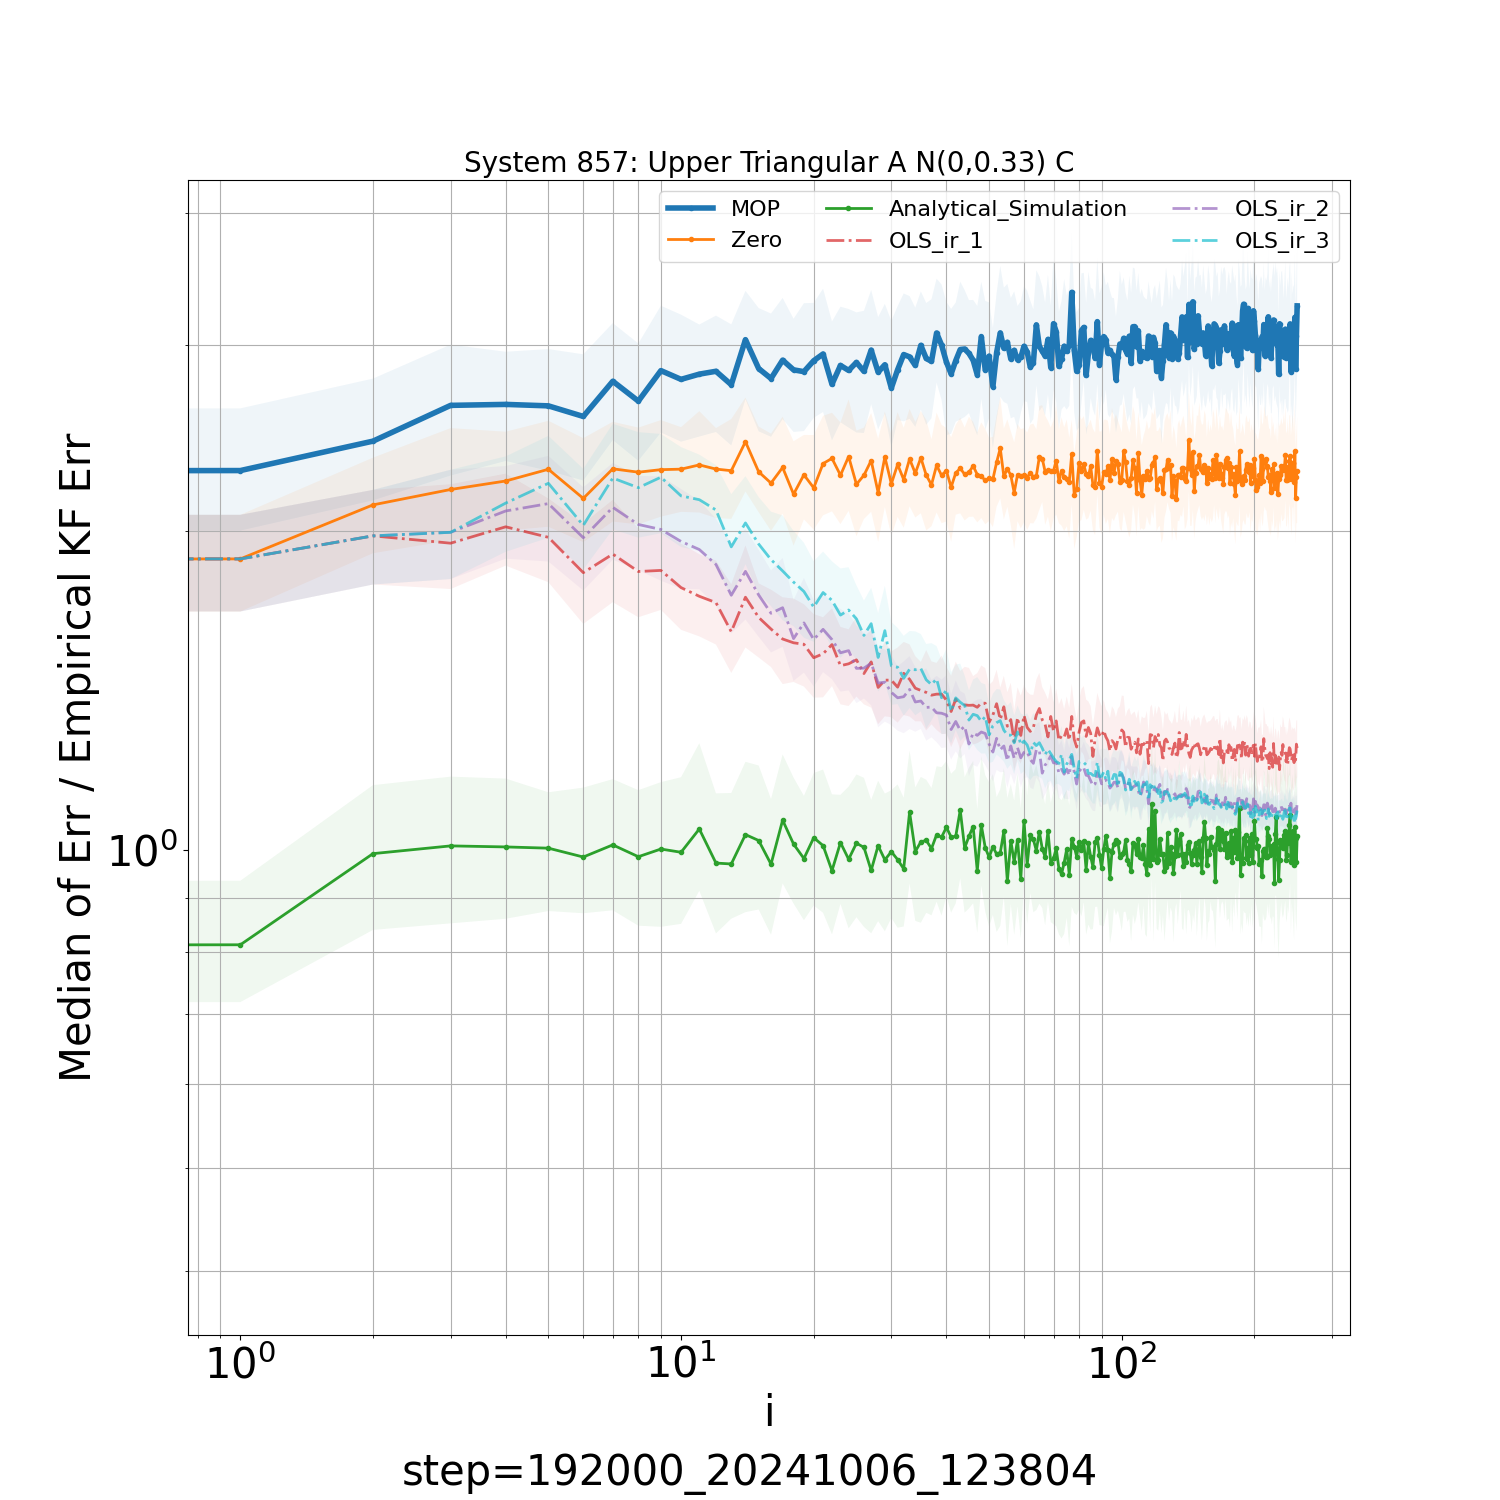 System 857: Upper Triangular A N(0,0.33) C
MOP
Zero
Analytical_Simulation
OLS_ir_1
OLS_ir_2
OLS_ir_3
Median of Err / Empirical KF Err
10⁰
10⁰
10¹
10²
i
step=192000_20241006_123804